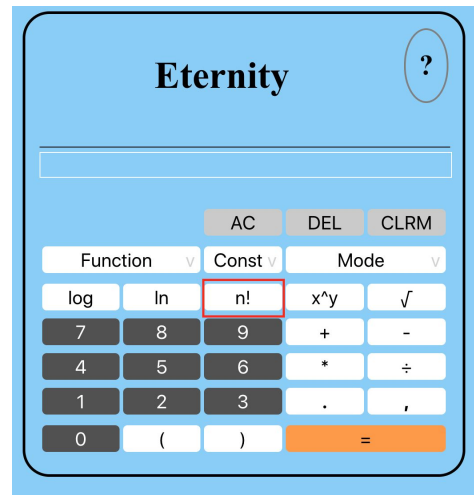 Eternity ?
AC DEL CLRM
Function v Const v Mode v
log ln n! x^y √
7 8 9 + -
4 5 6 * ÷
1 2 3 . ,
0 ( ) =